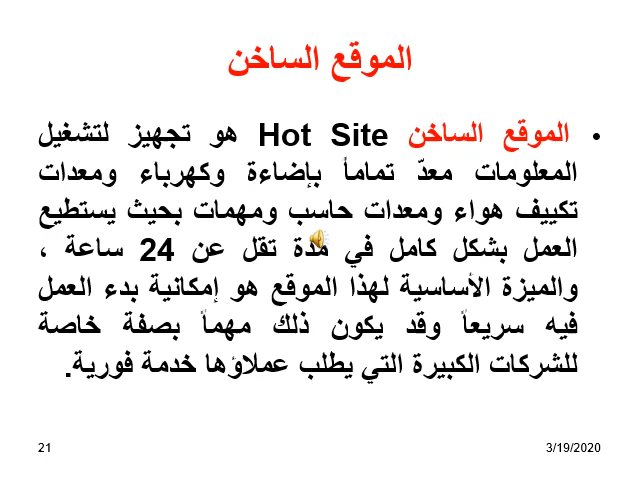 الموقع الساخن
• الموقع الساخن Hot Site هو تجهيز لتشغيل
المعلومات معدّ تماماً بإضاءة وكهرباء ومعدات
تكييف هواء ومعدات حاسب ومهمات بحيث يستطيع
العمل بشكل كامل في مدة تقل عن 24 ساعة ،
والميزة الأساسية لهذا الموقع هو إمكانية بدء العمل
فيه سريعاً وقد يكون ذلك مهماً بصفة خاصة
للشركات الكبيرة التي يطلب عملاؤها خدمة فورية.
21
3/19/2020